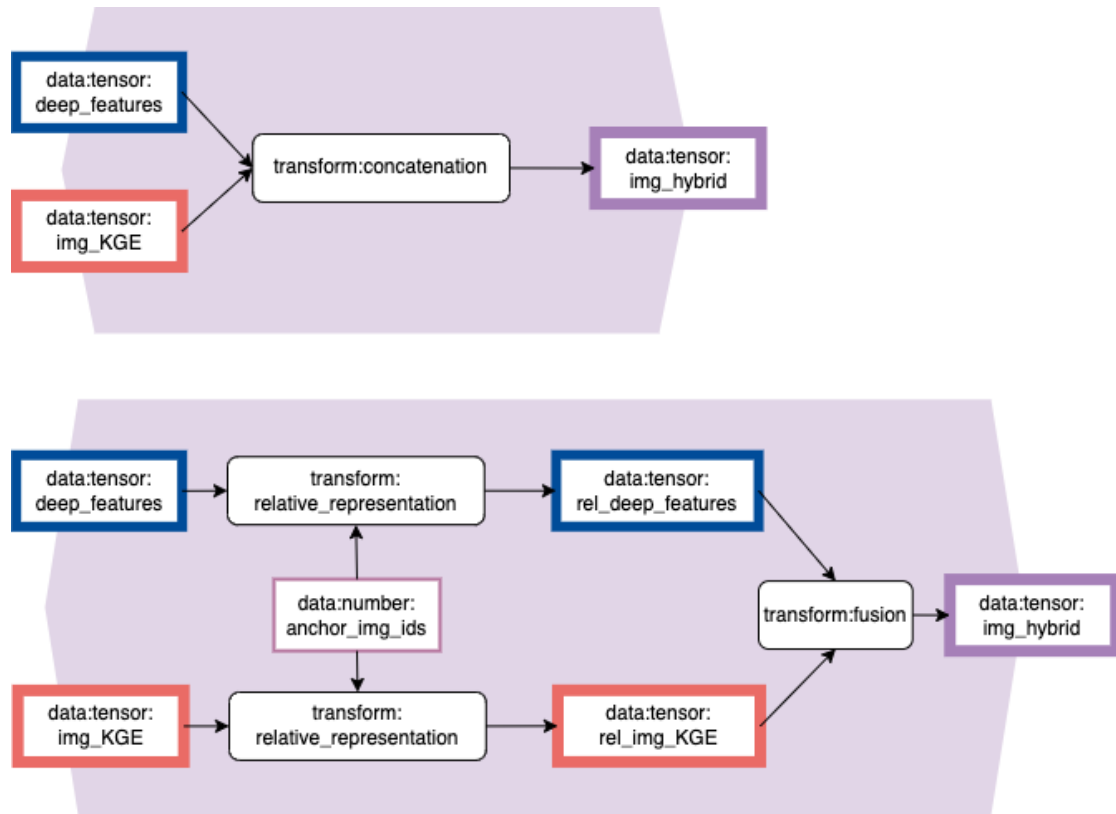 data:tensor:
deep_features
transform:concatenation
data:tensor:
img_hybrid
data:tensor:
img_KGE
data:tensor:
deep_features
transform:
relative_representation
data:tensor:
rel_deep_features
data:number:
anchor_img_ids
transform:fusion
data:tensor:
img_hybrid
data:tensor:
img_KGE
transform:
relative_representation
data:tensor:
rel_img_KGE